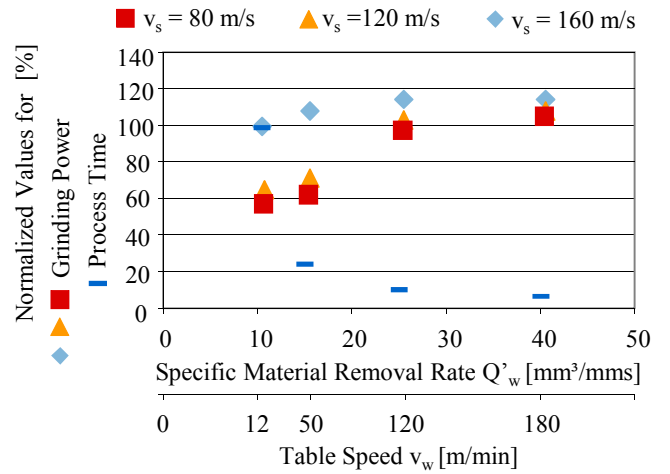 v_s = 80 m/s v_s =120 m/s v_s = 160 m/s
Normalized Values for [%]
Grinding Power
Process Time
140
120
100
80
60
40
20
0
0 10 20 30 40 50
Specific Material Removal Rate Q’_w [mm³/mms]
0 12 50 120 180
Table Speed v_w [m/min]